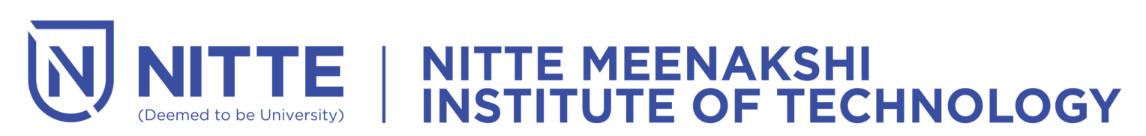 N NITTE
(Deemed to be University)
NITTE MEENAKSHI
INSTITUTE OF TECHNOLOGY